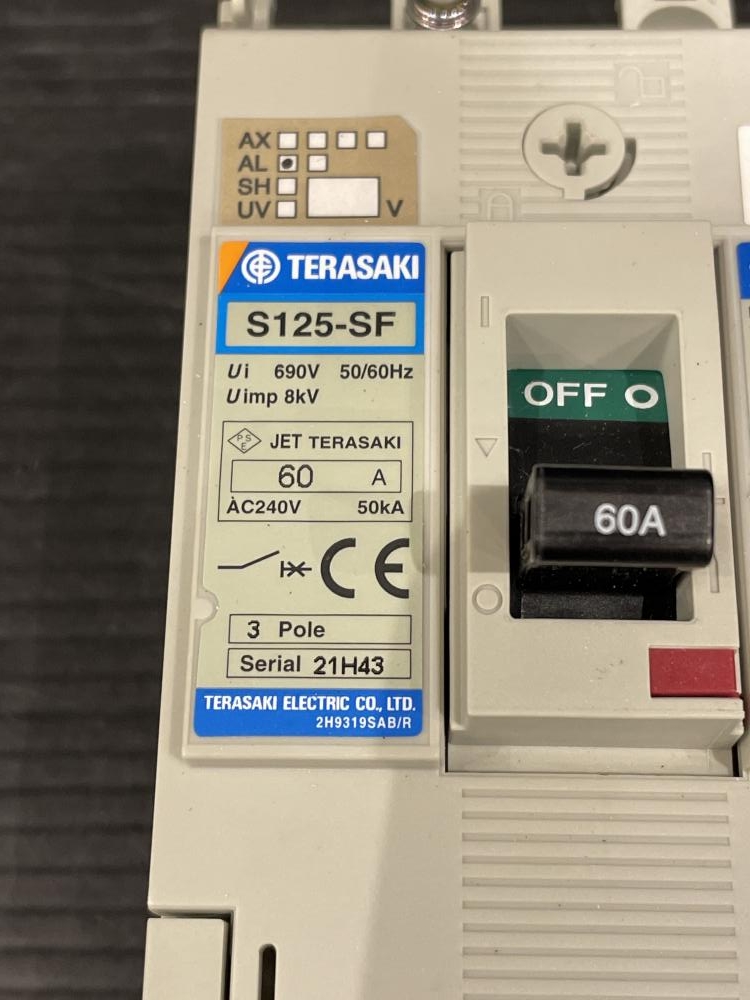 AX
AL
SH
UV V
TERASAKI
S125-SF
Ui 690V 50/60Hz
Uimp 8kV
PSE JET TERASAKI
60 A
AC240V 50kA
CE
3 Pole
Serial 21H43
TERASAKI ELECTRIC CO., LTD.
2H9319SAB/R
OFF O
60A